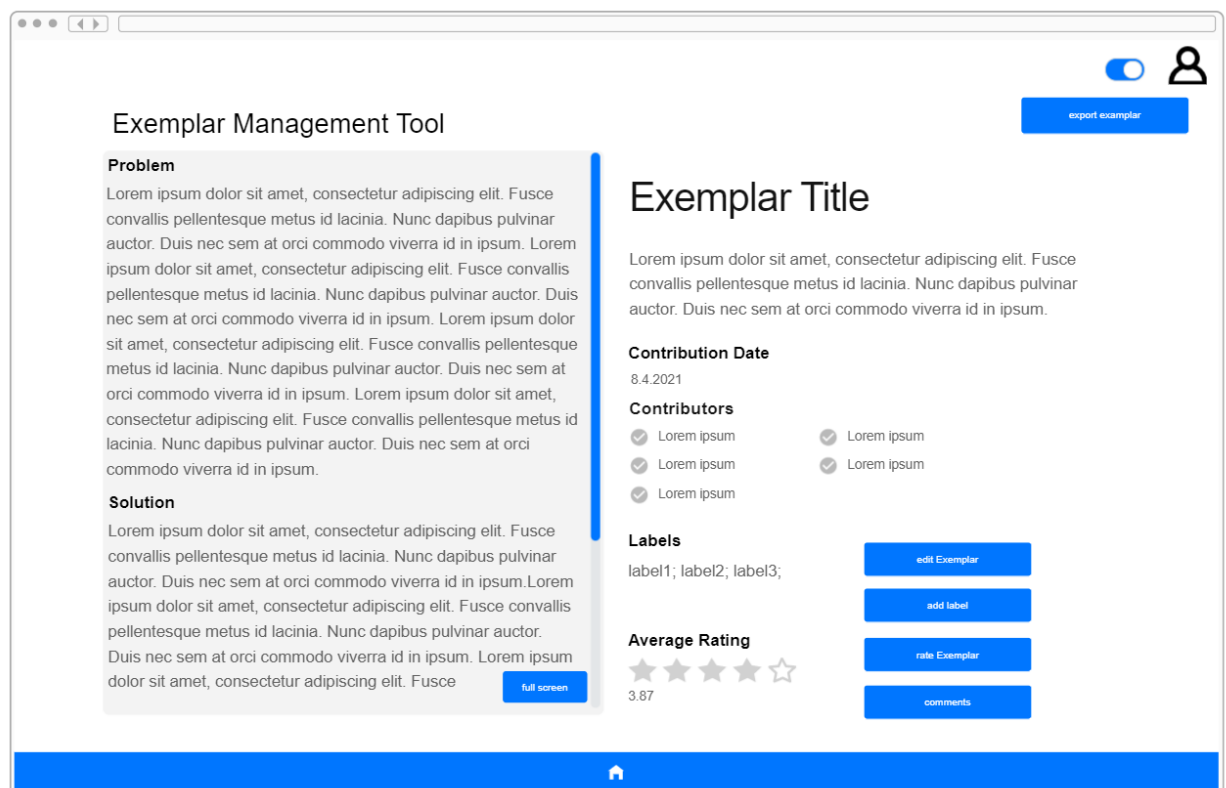 export examplar
Exemplar Management Tool
Problem
Lorem ipsum dolor sit amet, consectetur adipiscing elit. Fusce
convallis pellentesque metus id lacinia. Nunc dapibus pulvinar
auctor. Duis nec sem at orci commodo viverra id in ipsum. Lorem
ipsum dolor sit amet, consectetur adipiscing elit. Fusce convallis
pellentesque metus id lacinia. Nunc dapibus pulvinar auctor. Duis
nec sem at orci commodo viverra id in ipsum. Lorem ipsum dolor
sit amet, consectetur adipiscing elit. Fusce convallis pellentesque
metus id lacinia. Nunc dapibus pulvinar auctor. Duis nec sem at
orci commodo viverra id in ipsum. Lorem ipsum dolor sit amet,
consectetur adipiscing elit. Fusce convallis pellentesque metus id
lacinia. Nunc dapibus pulvinar auctor. Duis nec sem at orci
commodo viverra id in ipsum.
Solution
Lorem ipsum dolor sit amet, consectetur adipiscing elit. Fusce
convallis pellentesque metus id lacinia. Nunc dapibus pulvinar
auctor. Duis nec sem at orci commodo viverra id in ipsum.Lorem
ipsum dolor sit amet, consectetur adipiscing elit. Fusce convallis
pellentesque metus id lacinia. Nunc dapibus pulvinar auctor.
Duis nec sem at orci commodo viverra id in ipsum. Lorem ipsum
dolor sit amet, consectetur adipiscing elit. Fusce
full screen
Exemplar Title
Lorem ipsum dolor sit amet, consectetur adipiscing elit. Fusce
convallis pellentesque metus id lacinia. Nunc dapibus pulvinar
auctor. Duis nec sem at orci commodo viverra id in ipsum.
Contribution Date
8.4.2021
Contributors
Lorem ipsum
Lorem ipsum
Lorem ipsum
Lorem ipsum
Lorem ipsum
Labels
label1; label2; label3;
Average Rating
3.87
edit Exemplar
add label
rate Exemplar
comments